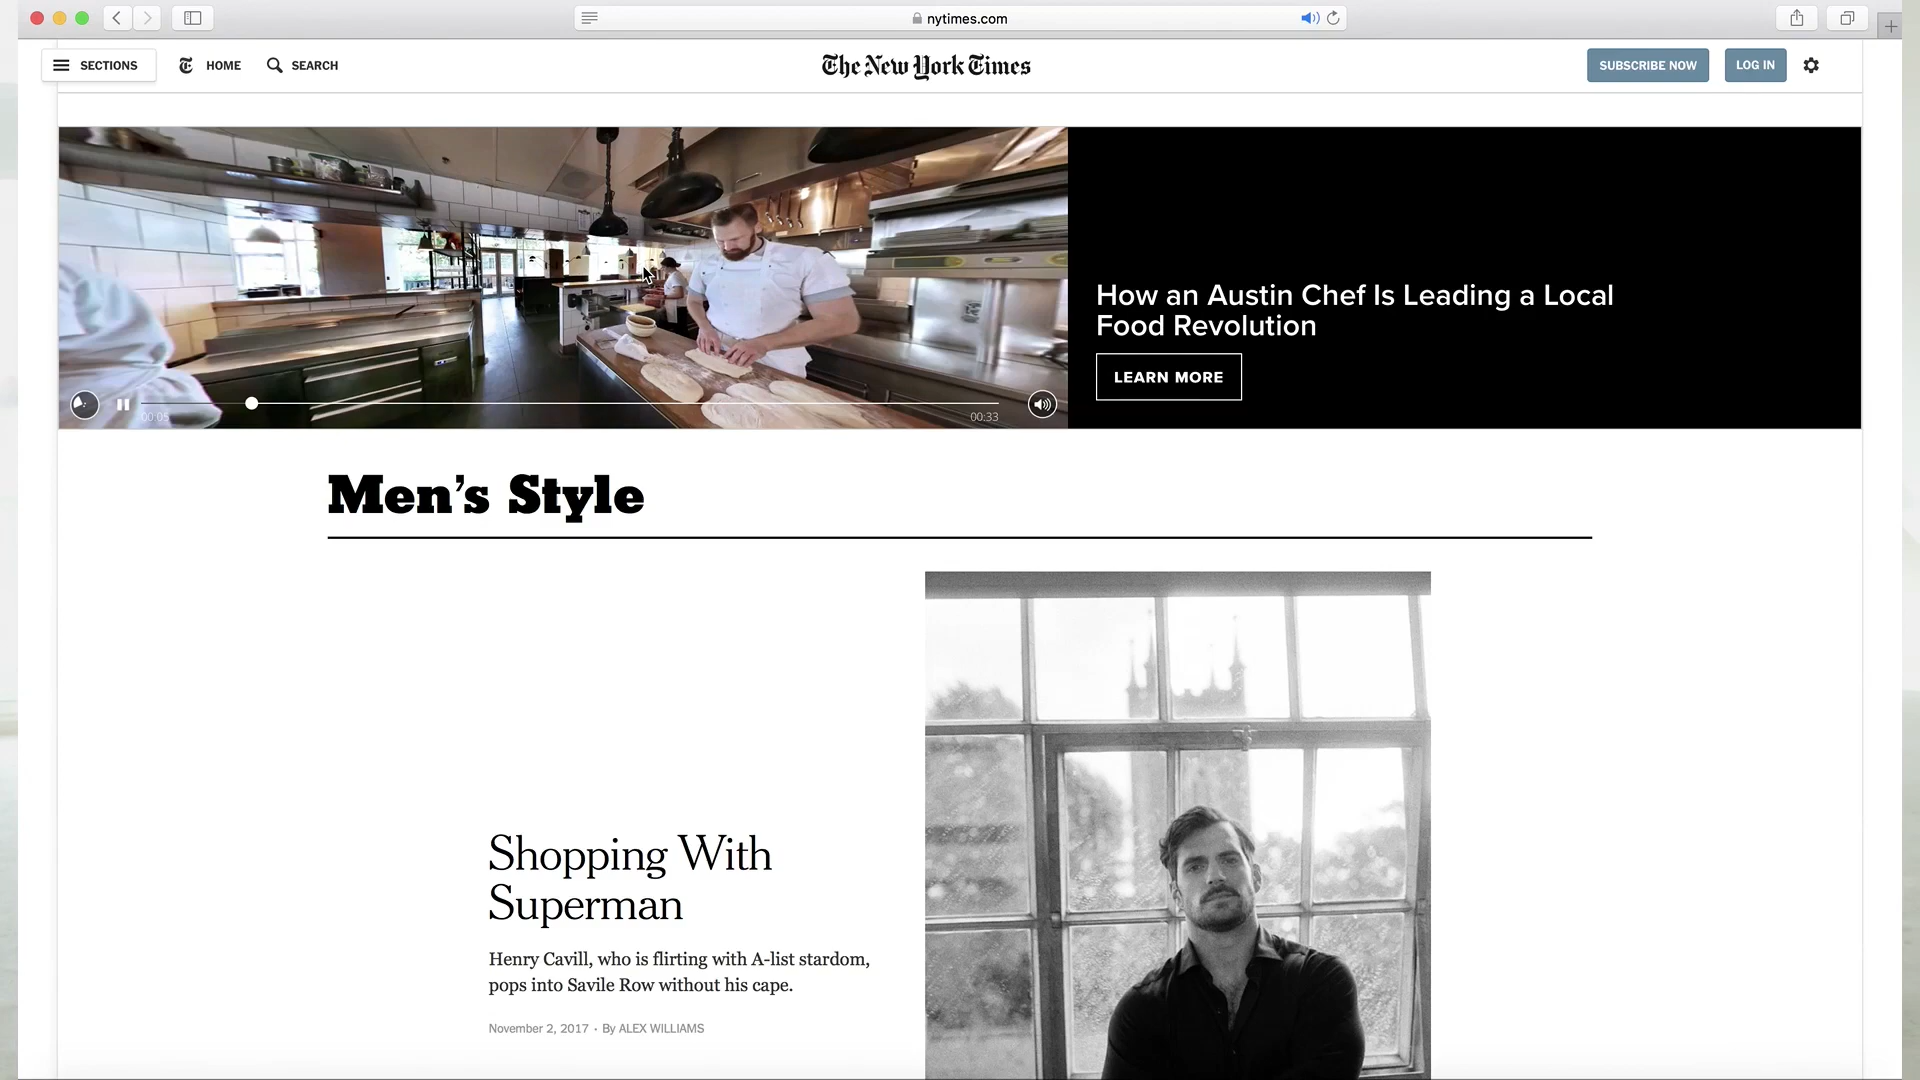 nytimes.com
SECTIONS
HOME
SEARCH
The New York Times
SUBSCRIBE NOW
LOG IN
How an Austin Chef Is Leading a Local
Food Revolution
LEARN MORE
00:05
00:33
Men's Style
Shopping With
Superman
Henry Cavill, who is flirting with A-list stardom,
pops into Savile Row without his cape.
November 2, 2017 · By ALEX WILLIAMS